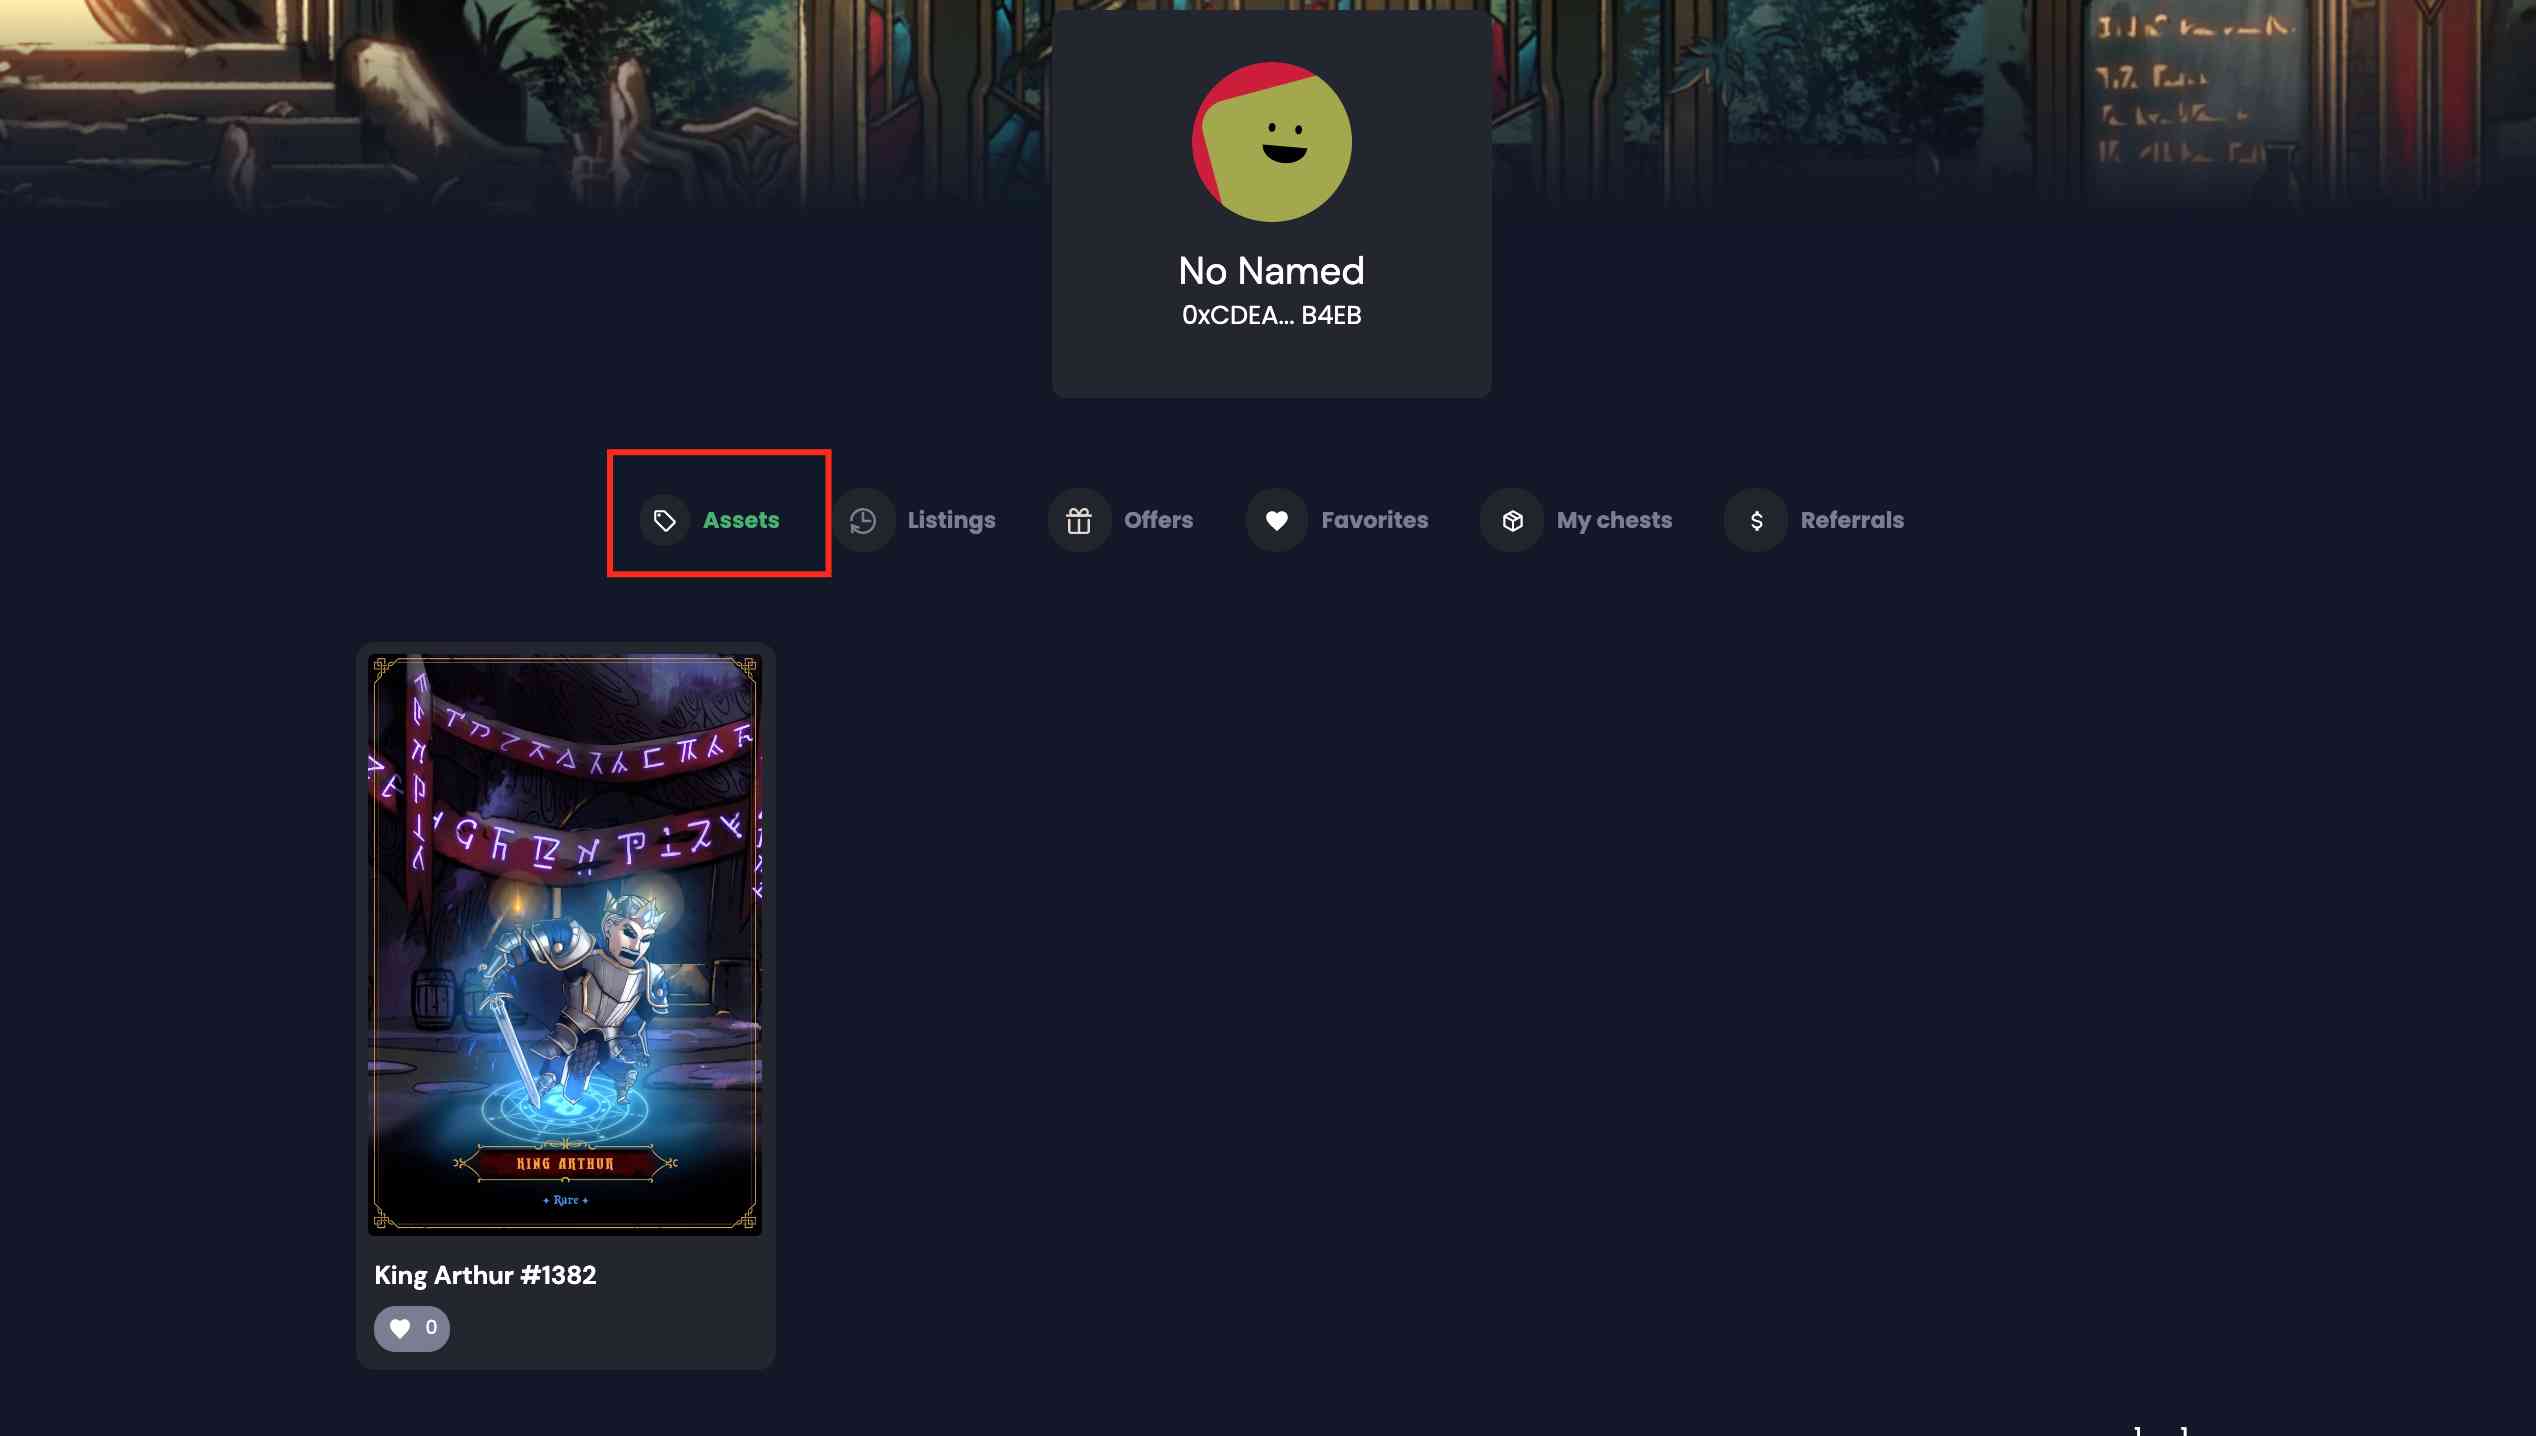 No Named
0xCDEA... B4EB
Assets
Listings
Offers
Favorites
My chests
Referrals
KING ARTHUR
Rare
King Arthur #1382
0